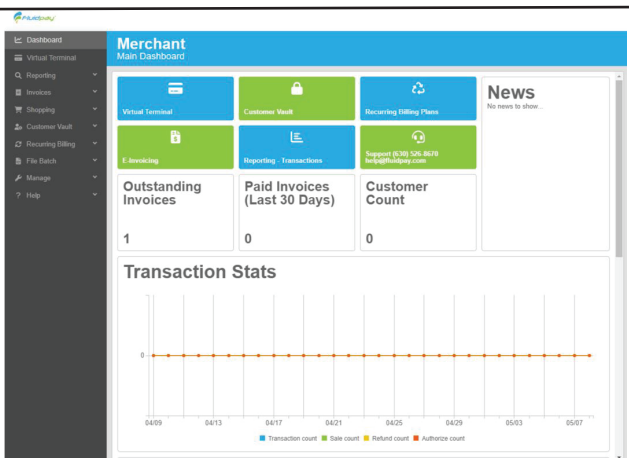 Fluidpay
Dashboard
Virtual Terminal
Reporting
Invoices
Shopping
Customer Vault
Recurring Billing
File Batch
Manage
? Help
Merchant
Main Dashboard
Virtual Terminal
Customer Vault
Recurring Billing Plans
E-Invoicing
Reporting - Transactions
Support (630) 526-8678
help@fluidpay.com
News
No news to show...
Outstanding
Invoices
1
Paid Invoices
(Last 30 Days)
0
Customer
Count
0
Transaction Stats
0
04/09 04/13 04/17 04/21 04/25 04/29 05/03 05/07
Transaction count Sale count Refund count Authorize count